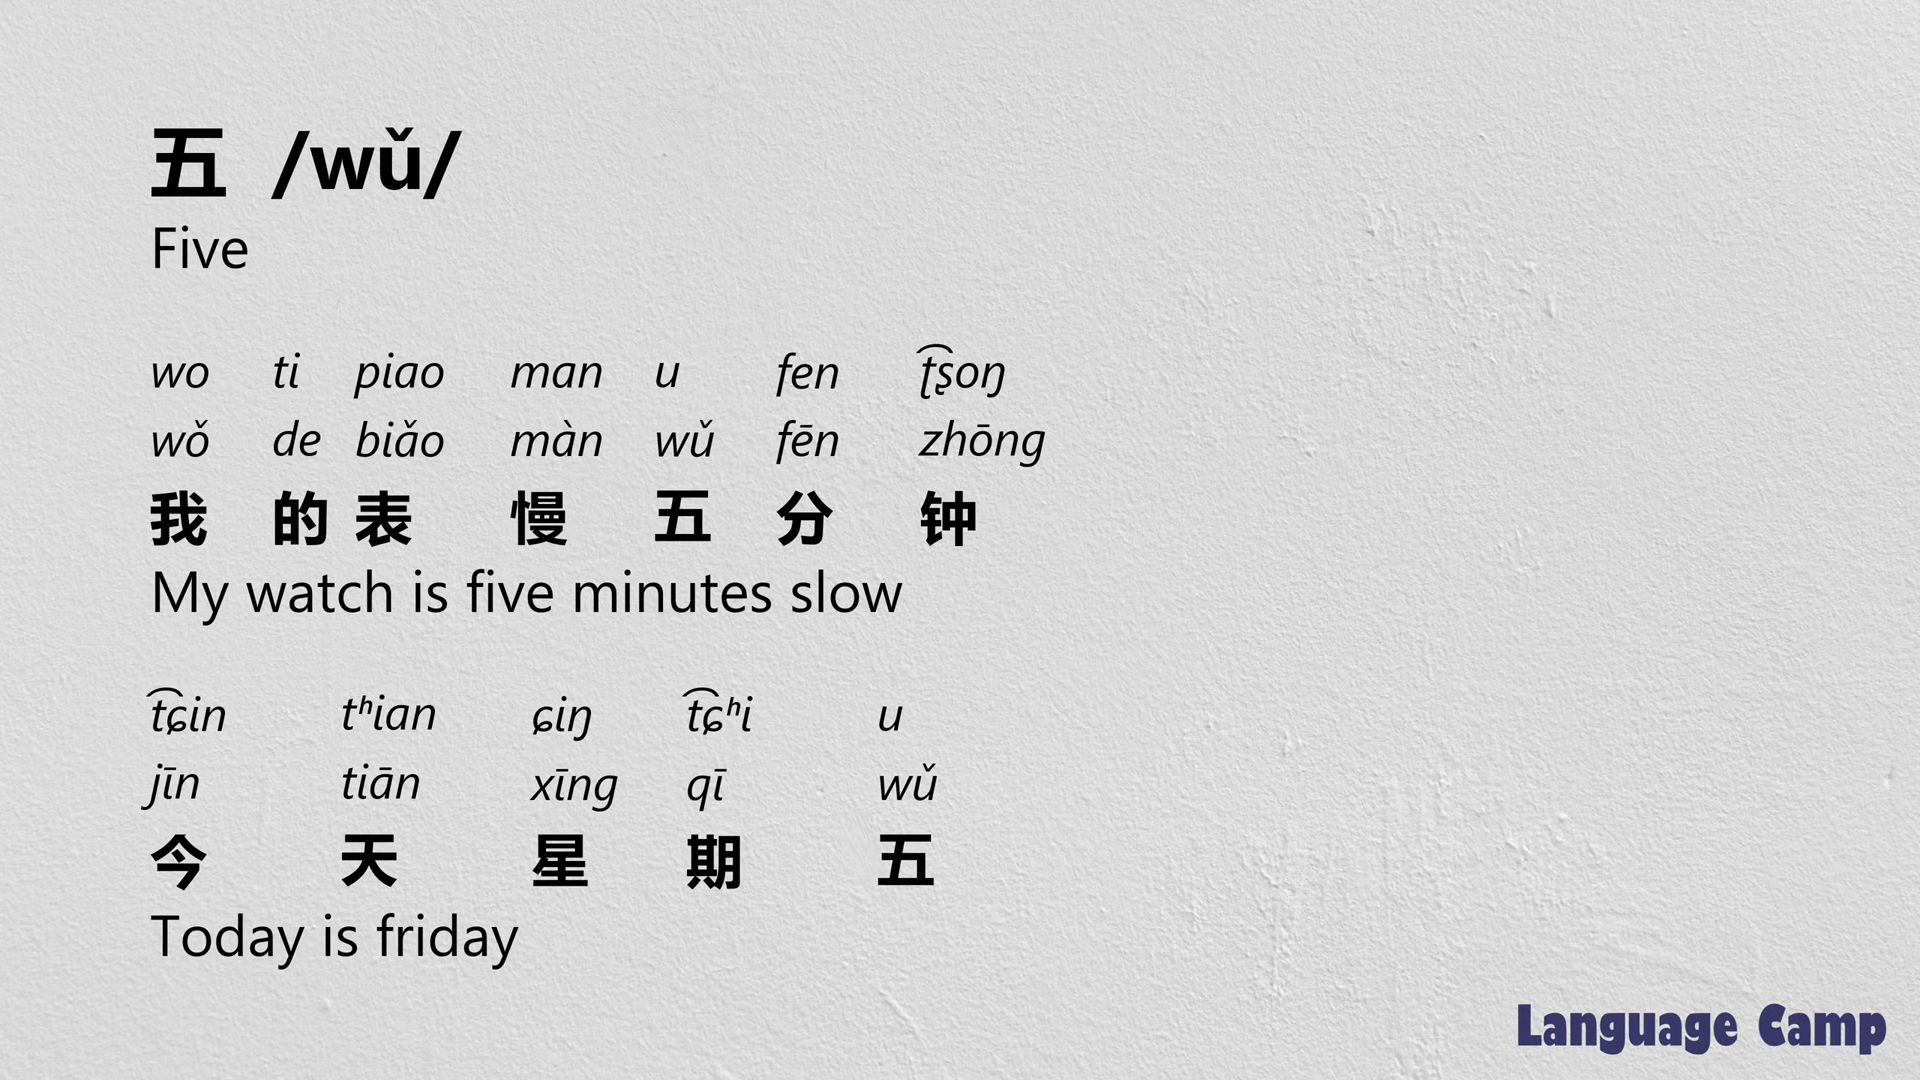 五 /wǔ/
Five
wo ti piao man u fen ʈ͡ʂoŋ
wǒ de biǎo màn wǔ fēn zhōng
我 的 表 慢 五 分 钟
My watch is five minutes slow
t͡ɕin tʰian ɕiŋ t͡ɕʰi u
jīn tiān xīng qī wǔ
今 天 星 期 五
Today is friday
Language Camp